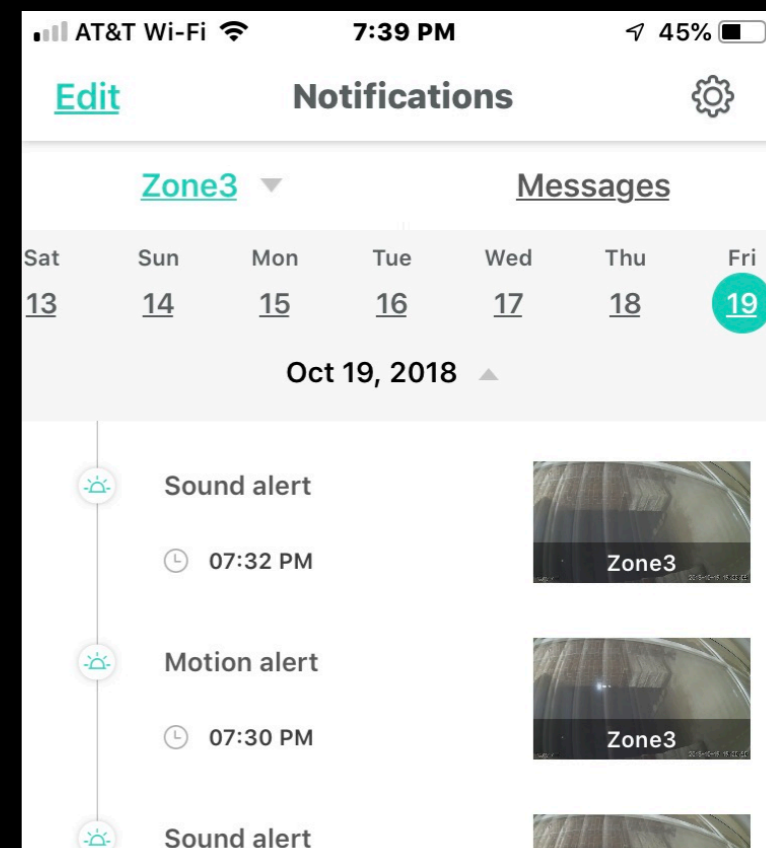 AT&T Wi-Fi 7:39 PM 45%
Edit Notifications
Zone3 Messages
Sat Sun Mon Tue Wed Thu Fri
13 14 15 16 17 18 19
Oct 19, 2018
Sound alert
07:32 PM
Zone3
Motion alert
07:30 PM
Zone3
Sound alert